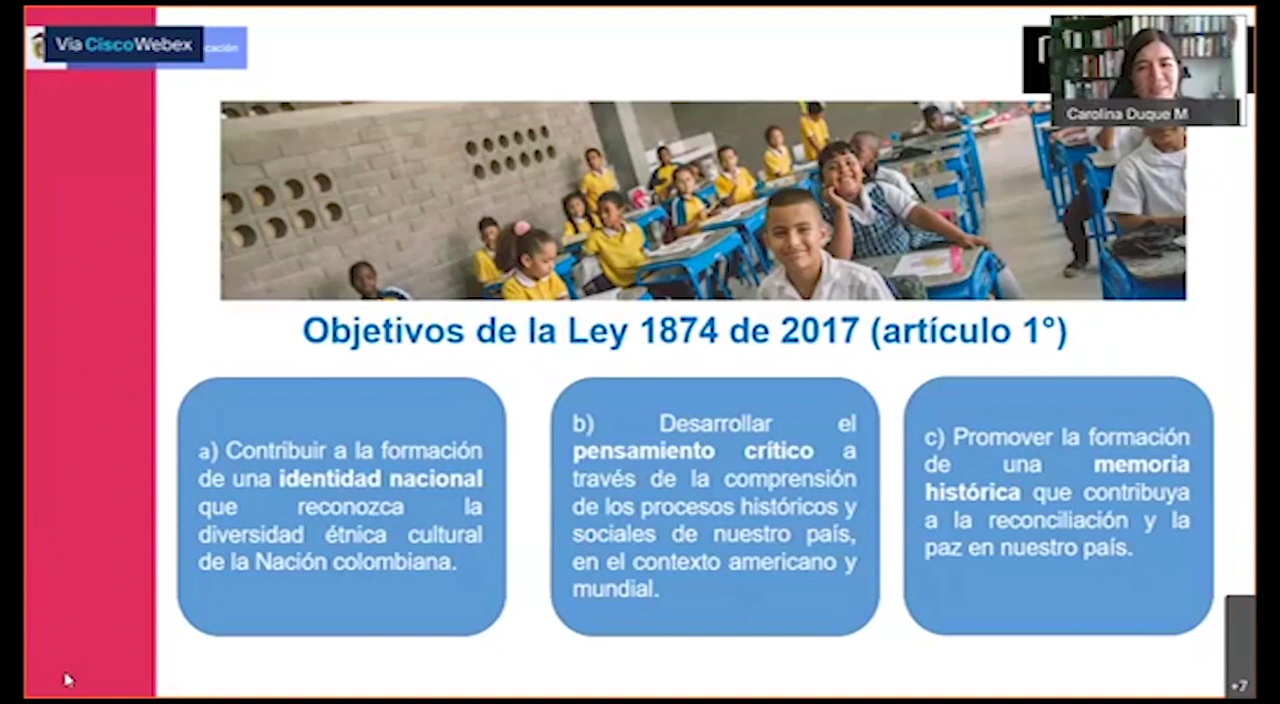 Vía CiscoWebex
cación
Carolina Duque M
Objetivos de la Ley 1874 de 2017 (artículo 1°)
a) Contribuir a la formación
de una identidad nacional
que reconozca la
diversidad étnica cultural
de la Nación colombiana.
b) Desarrollar el
pensamiento crítico a
través de la comprensión
de los procesos históricos y
sociales de nuestro país,
en el contexto americano y
mundial.
c) Promover la formación
de una memoria
histórica que contribuya
a la reconciliación y la
paz en nuestro país.
+7